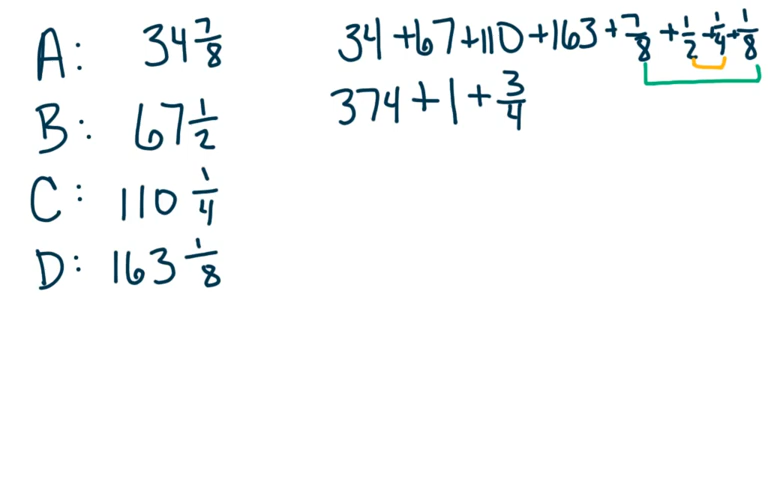 A: 34 7/8
B: 67 1/2
C: 110 1/4
D: 163 1/8
34 + 67 + 110 + 163 + 7/8 + 1/2 + 1/4 + 1/8
374 + 1 + 3/4